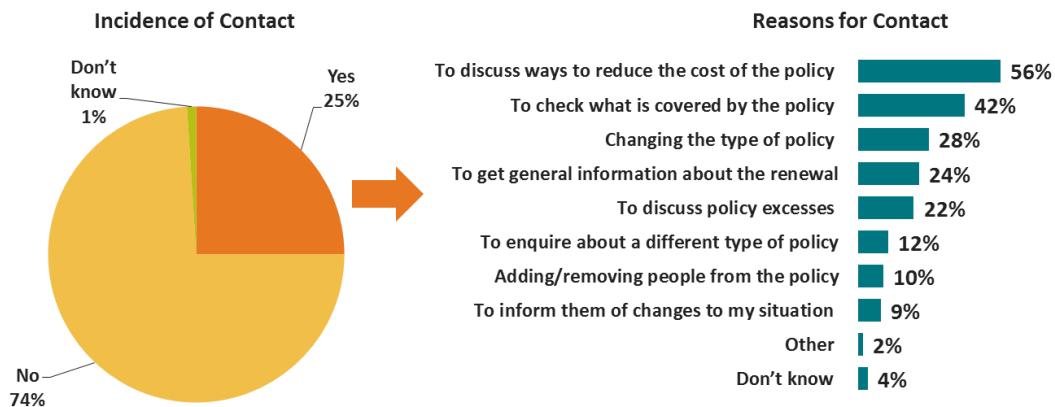 Incidence of Contact
Don't
know
1%
Yes
25%
No
74%
Reasons for Contact
To discuss ways to reduce the cost of the policy 56%
To check what is covered by the policy 42%
Changing the type of policy 28%
To get general information about the renewal 24%
To discuss policy excesses 22%
To enquire about a different type of policy 12%
Adding/removing people from the policy 10%
To inform them of changes to my situation 9%
Other 2%
Don't know 4%